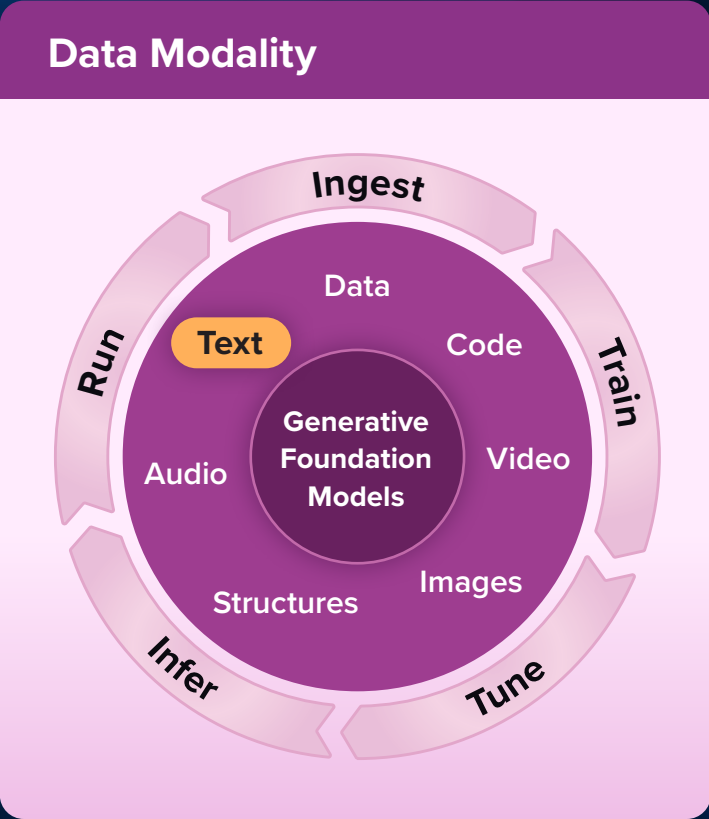 Data Modality
Ingest
Train
Tune
Infer
Run
Data
Code
Video
Images
Structures
Audio
Text
Generative
Foundation
Models